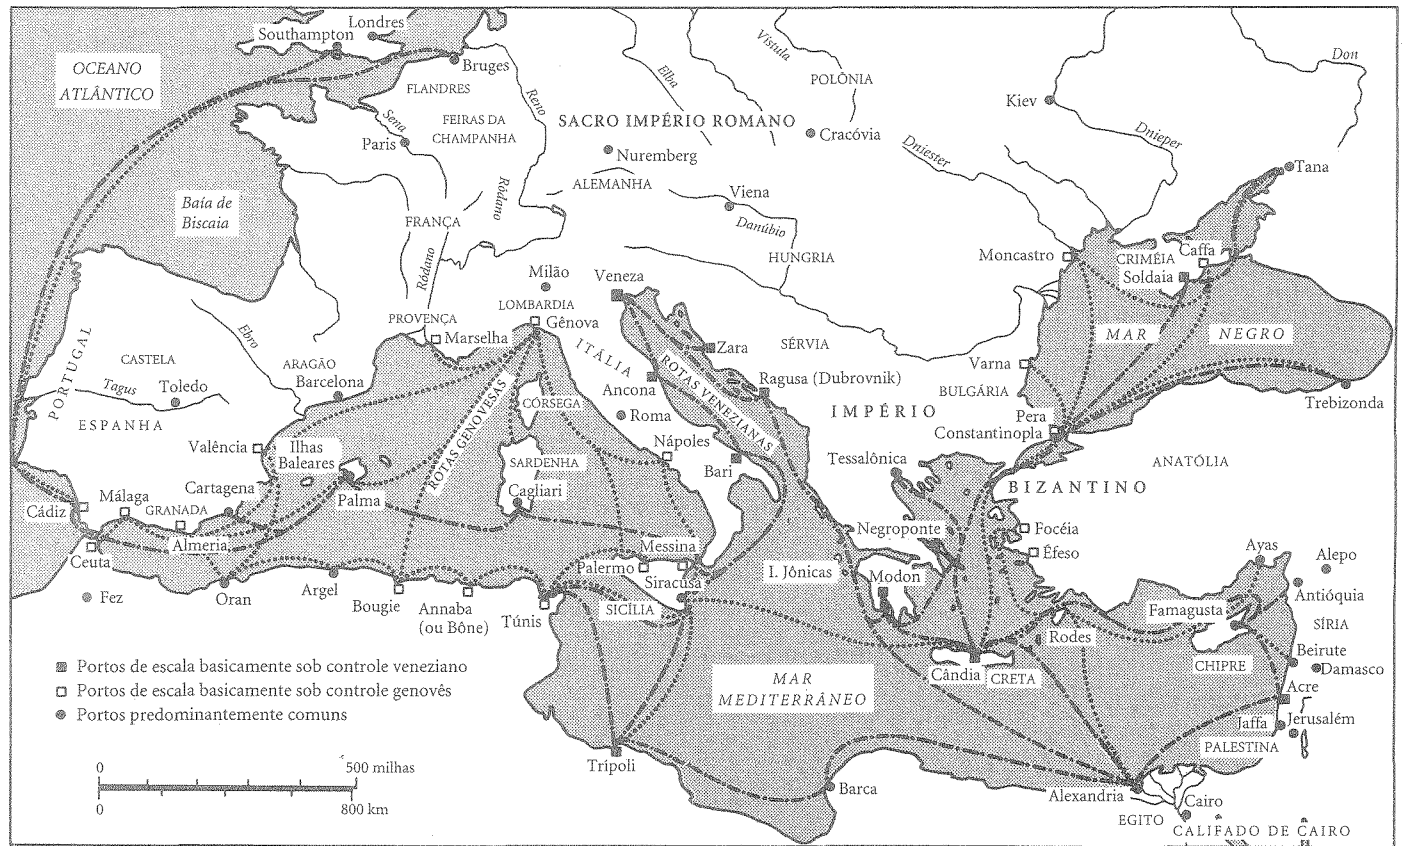 Londres
Southampton
OCEANO
ATLÂNTICO
Bruges
FLANDRES
Reno
Elba
Vistula
POLÔNIA
Don
Kiev
Sena
FEIRAS DA
CHAMPANHA
SACRO IMPÉRIO ROMANO
Cracóvia
Dnieper
Paris
Nuremberg
Dniester
Tana
ALEMANHA
Ródano
Viena
Baía de
Biscaia
FRANÇA
Danúbio
HUNGRIA
Moncastro
CRIMÉIA
Caffa
Soldaia
Ródano
Milão
Veneza
LOMBARDIA
PROVENÇA
Gênova
Marselha
ITÁLIA
MAR
NEGRO
Zara
SÉRVIA
PORTUGAL
CASTELA
Ebro
ARAGÃO
Barcelona
Varna
BULGÁRIA
Tagus
Toledo
ROTAS GENOVESAS
CÓRSEGA
Ancona
ROTAS VENEZIANAS
Ragusa (Dubrovnik)
Trebizonda
Roma
IMPÉRIO
Pera
Constantinopla
ESPANHA
Valência
Ilhas
Baleares
Nápoles
SARDENHA
Bari
Tessalônica
ANATÓLIA
BIZANTINO
Cartagena
Palma
Cagliari
Málaga
GRANADA
Cádiz
Negroponte
Focéia
Almeria
Messina
Éfeso
Ayas
Alepo
Ceuta
Palermo
I. Jônicas
Modon
Siracusa
Fez
Oran
Argel
Bougie
Annaba
(ou Bône)
Túnis
SICÍLIA
Famagusta
Antióquia
SÍRIA
Rodes
Beirute
CHIPRE
Damasco
Cândia
CRETA
Portos de escala basicamente sob controle veneziano
Portos de escala basicamente sob controle genovês
Portos predominantemente comuns
MAR
MEDITERRÂNEO
Acre
Jaffa
Jerusalém
PALESTINA
Trípoli
0
500 milhas
0
800 km
Barca
Alexandria
Cairo
EGITO
CALIFADO DE CAIRO